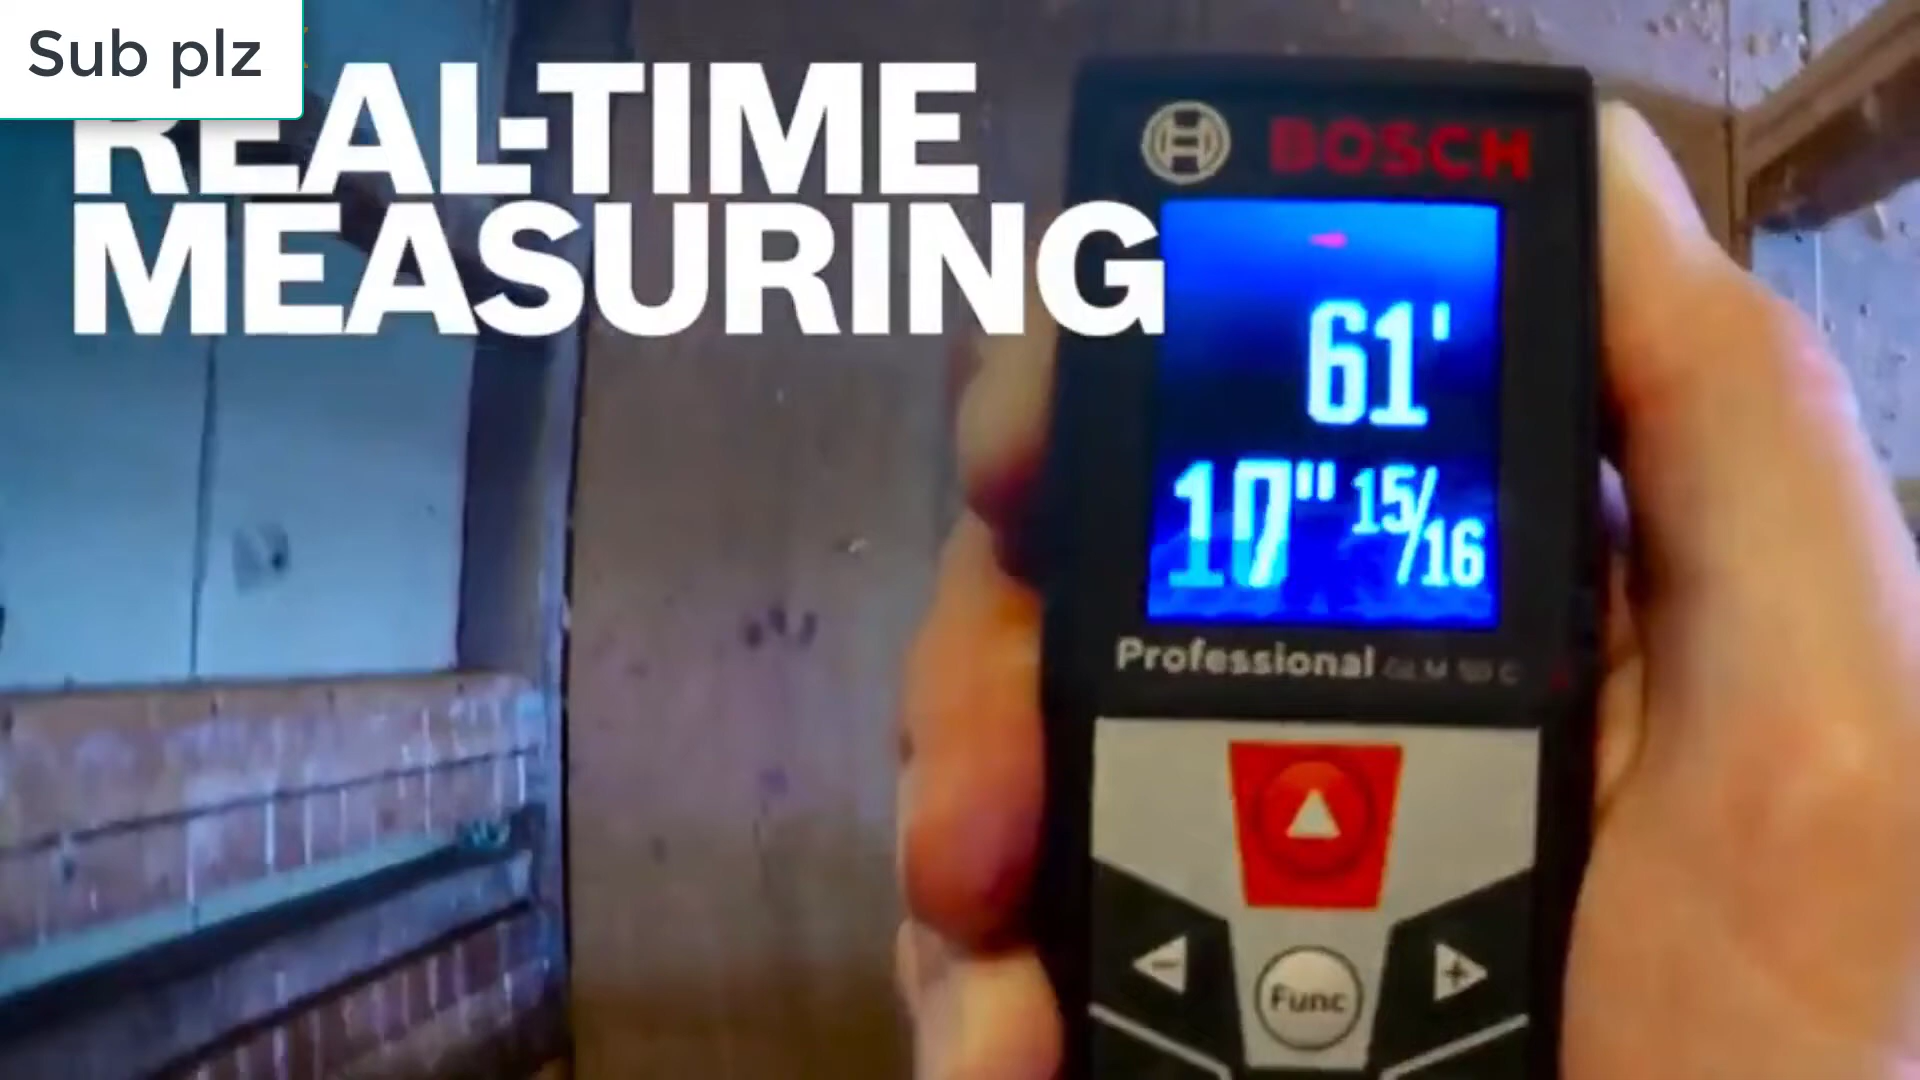 Sub plz
REAL-TIME
MEASURING
BOSCH
61'
10" 15/16
Professional
Func